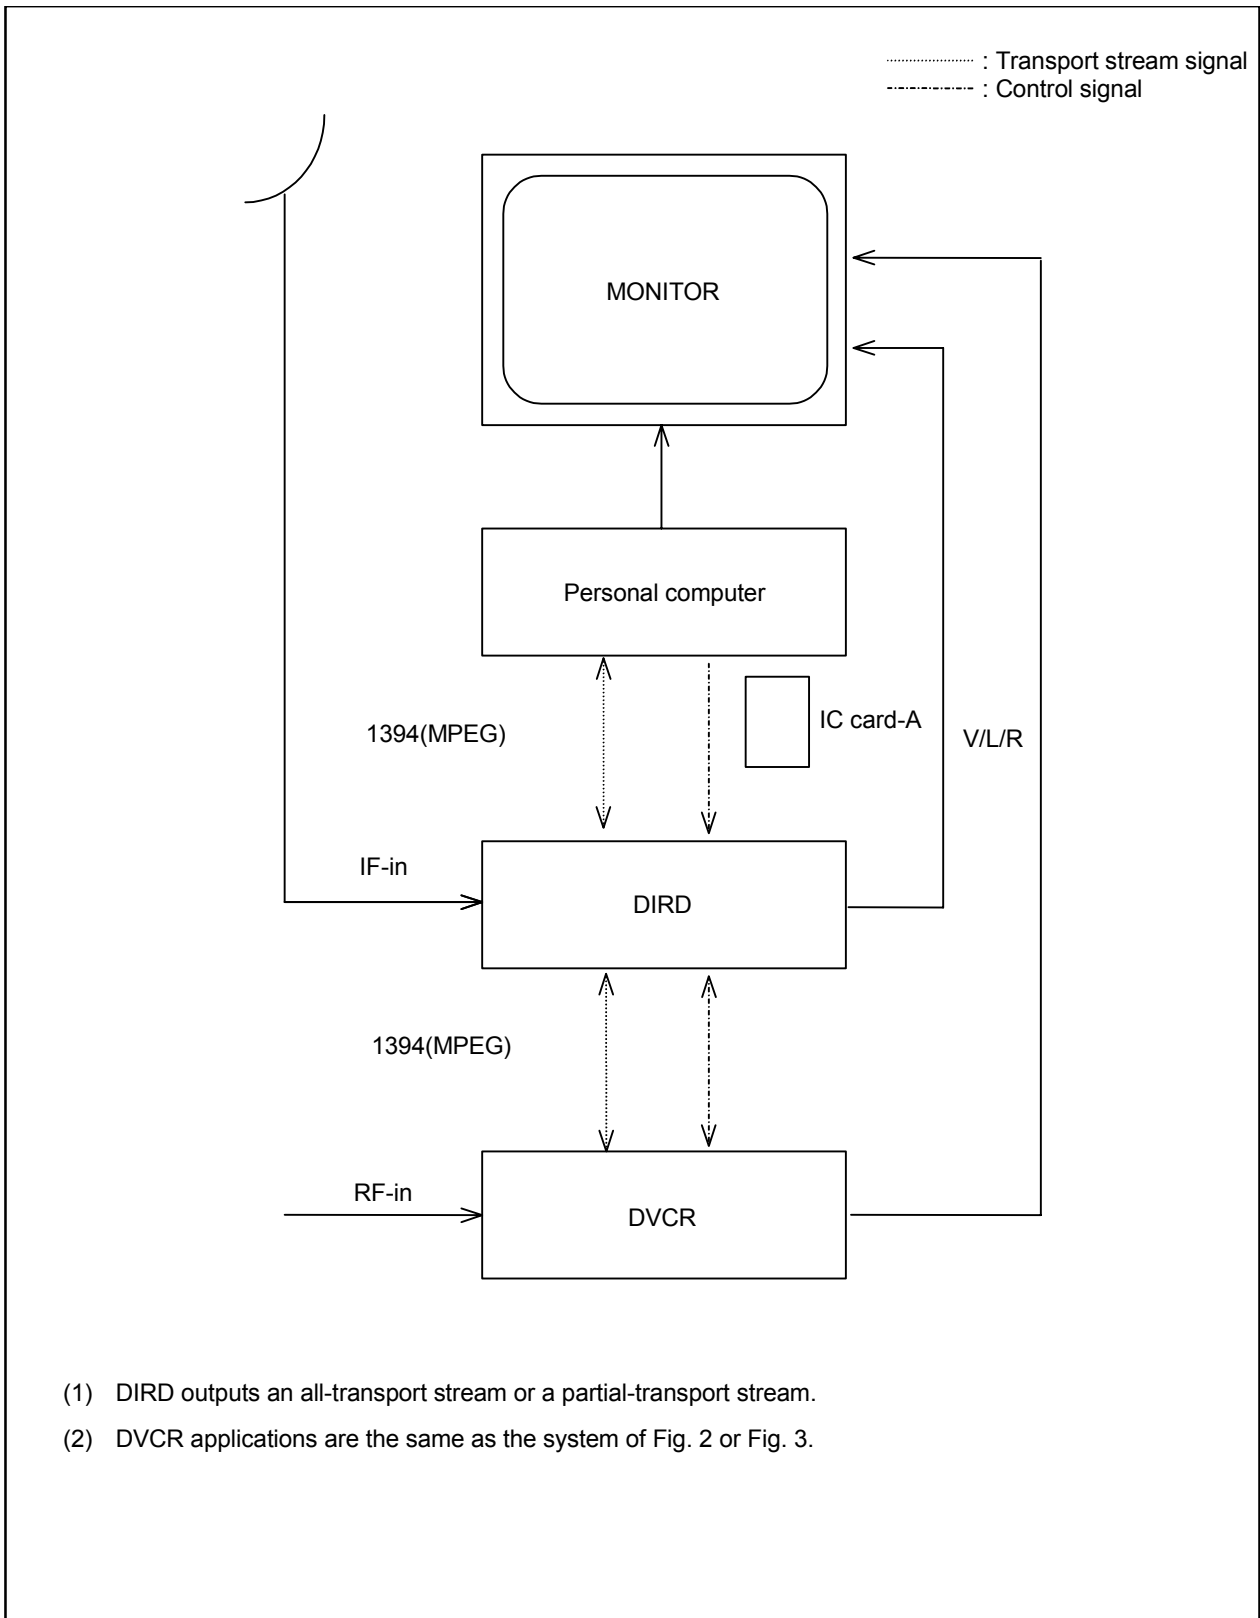 : Transport stream signal
: Control signal
MONITOR
Personal computer
IC card-A
1394(MPEG)
V/L/R
IF-in
DIRD
1394(MPEG)
RF-in
DVCR
(1) DIRD outputs an all-transport stream or a partial-transport stream.
(2) DVCR applications are the same as the system of Fig. 2 or Fig. 3.